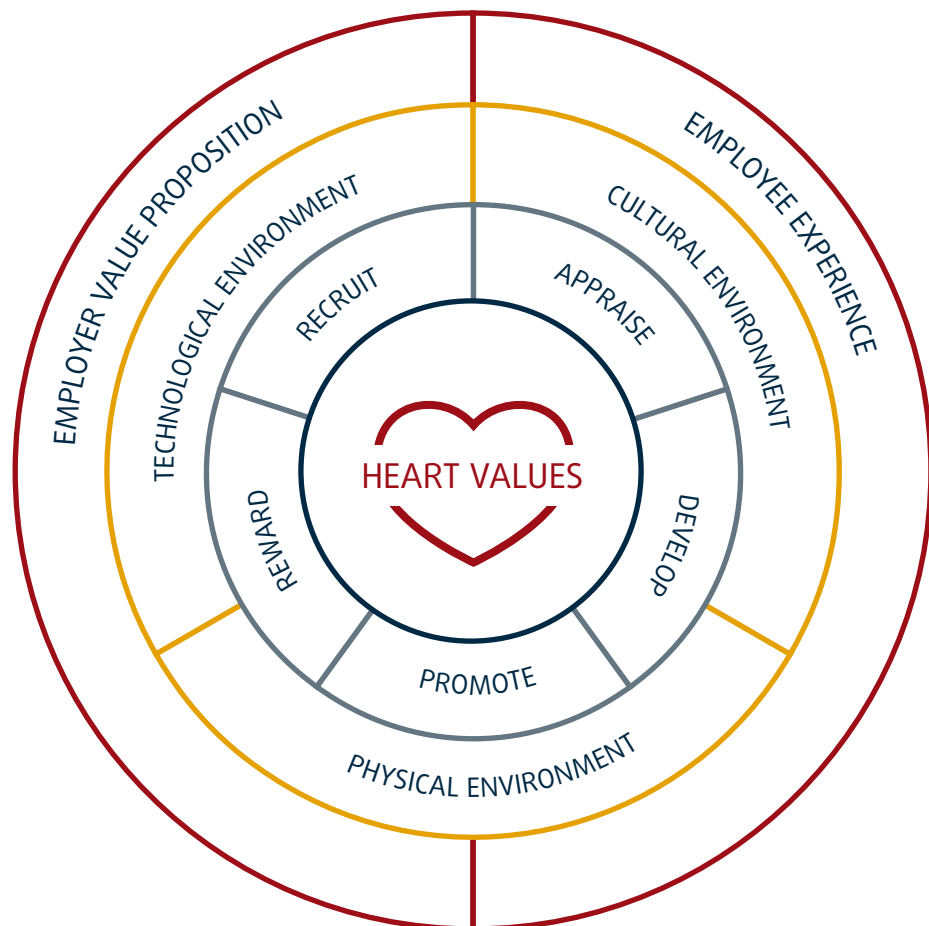 EMPLOYER VALUE PROPOSITION
EMPLOYEE EXPERIENCE
TECHNOLOGICAL ENVIRONMENT
CULTURAL ENVIRONMENT
PHYSICAL ENVIRONMENT
RECRUIT
APPRAISE
DEVELOP
PROMOTE
REWARD
HEART VALUES